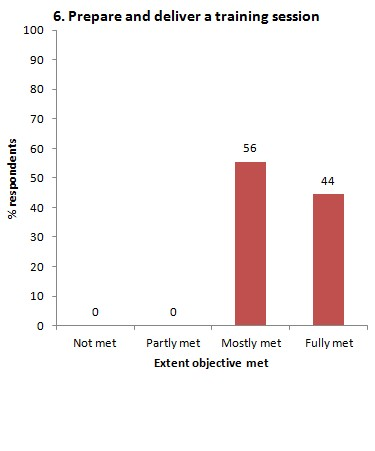 6. Prepare and deliver a training session
100
90
80
70
60
50
40
30
20
10
0
% respondents
0
0
56
44
Not met
Partly met
Mostly met
Fully met
Extent objective met